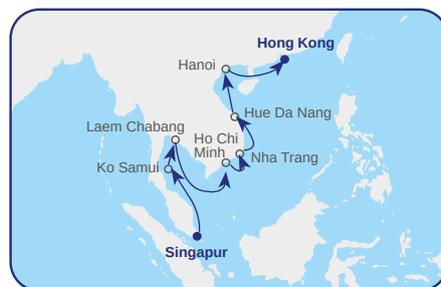 Hong Kong
Hanoi
Hue Da Nang
Laem Chabang
Ho Chi
Minh
Nha Trang
Ko Samui
Singapur